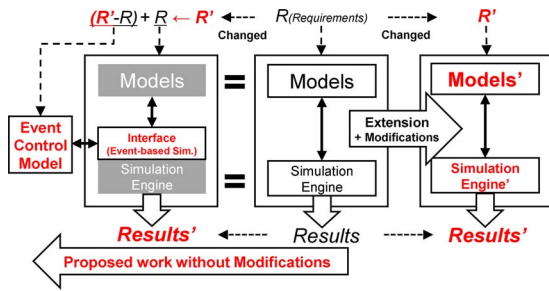 (R'-R) + R ← R'
R(Requirements)
R'
Changed
Changed
Models
=
Models
Models'
Event
Control
Model
Interface
(Event-based Sim.)
Extension
+ Modifications
Simulation
Engine
=
Simulation
Engine
Simulation
Engine'
Results'
Results
Results'
Proposed work without Modifications